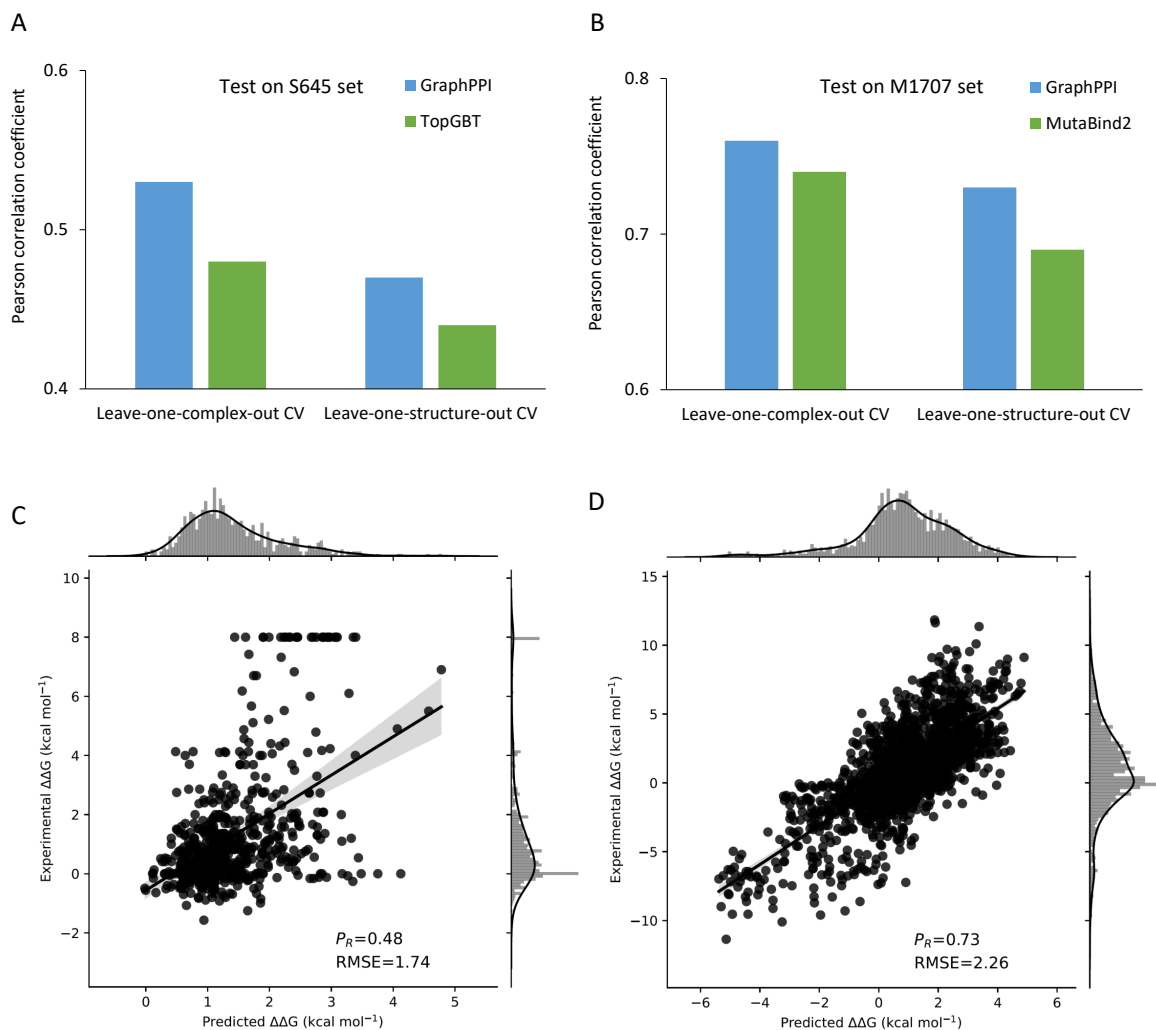 A
0.6
Test on S645 set
GraphPPI
TopGBT
Pearson correlation coefficient
0.5
0.4
Leave-one-complex-out CV
Leave-one-structure-out CV
B
0.8
Test on M1707 set
GraphPPI
MutaBind2
Pearson correlation coefficient
0.7
0.6
Leave-one-complex-out CV
Leave-one-structure-out CV
C
10
8
6
4
2
0
−2
Experimental ΔΔG (kcal mol⁻¹)
P_R=0.48
RMSE=1.74
0 1 2 3 4 5
Predicted ΔΔG (kcal mol⁻¹)
D
15
10
5
0
−5
−10
Experimental ΔΔG (kcal mol⁻¹)
P_R=0.73
RMSE=2.26
−6 −4 −2 0 2 4 6
Predicted ΔΔG (kcal mol⁻¹)